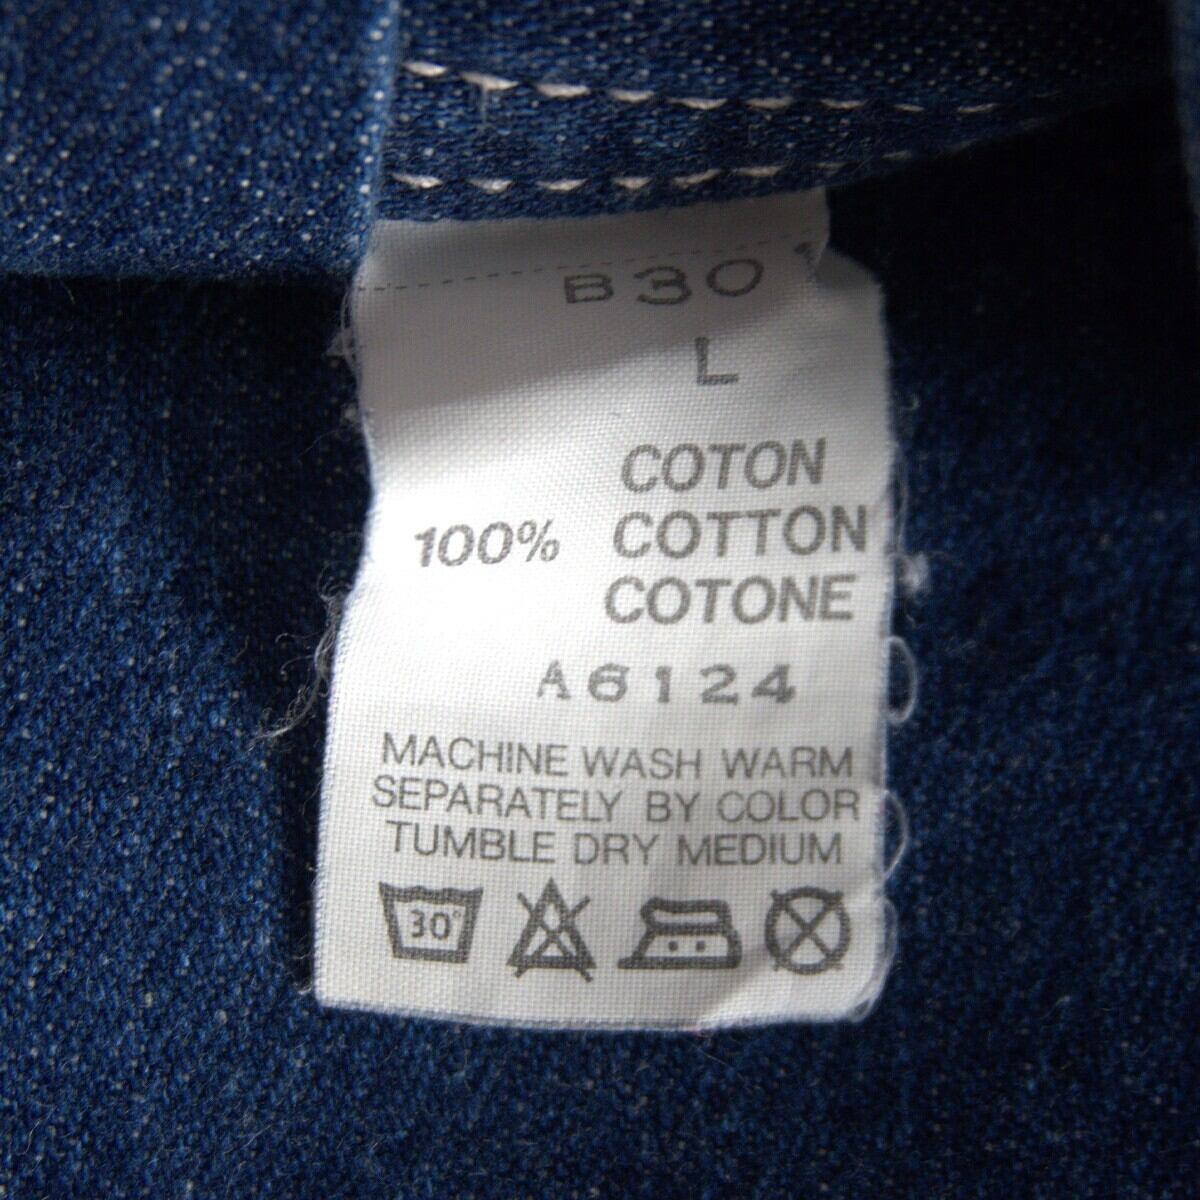 B30
L
COTON
100% COTTON
COTONE
A6124
MACHINE WASH WARM
SEPARATELY BY COLOR
TUMBLE DRY MEDIUM
30°